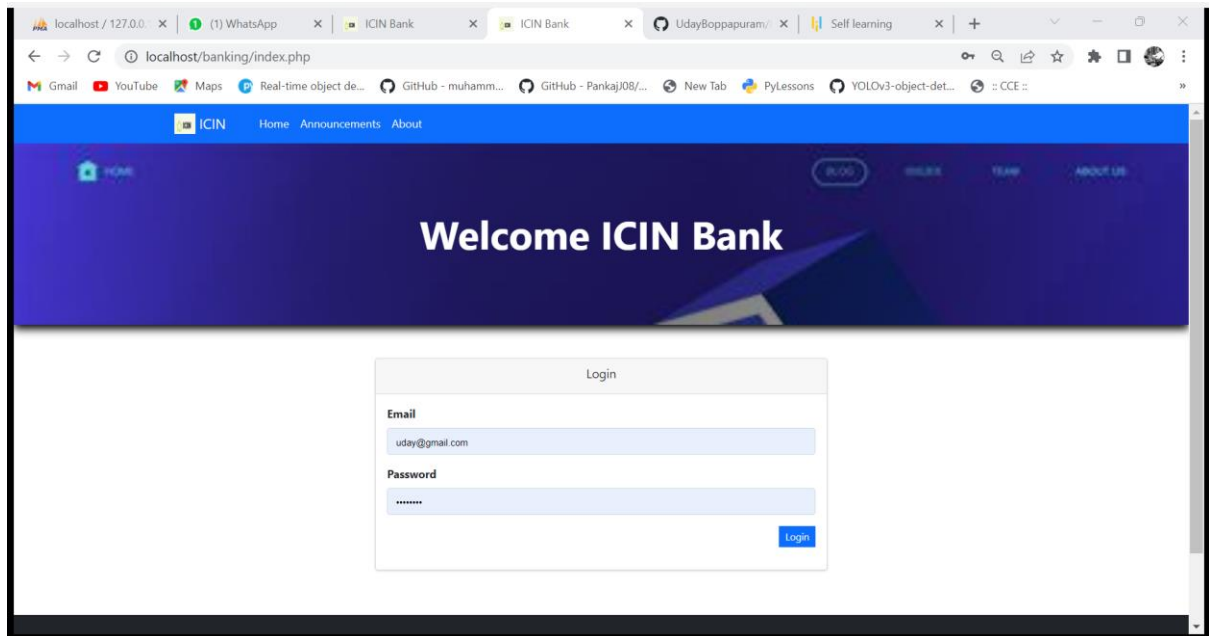 localhost / 127.0.0.
(1) WhatsApp
ICIN Bank
ICIN Bank
UdayBoppapuram/
Self learning
localhost/banking/index.php
Gmail
YouTube
Maps
Real-time object de...
GitHub - muhamm...
GitHub - PankajJ08/...
New Tab
PyLessons
YOLOv3-object-det...
:: CCE ::
»
ICIN
Home Announcements About
HOME
BLOG
TEAM
ABOUT US
Welcome ICIN Bank
Login
Email
uday@gmail.com
Password
••••••••
Login